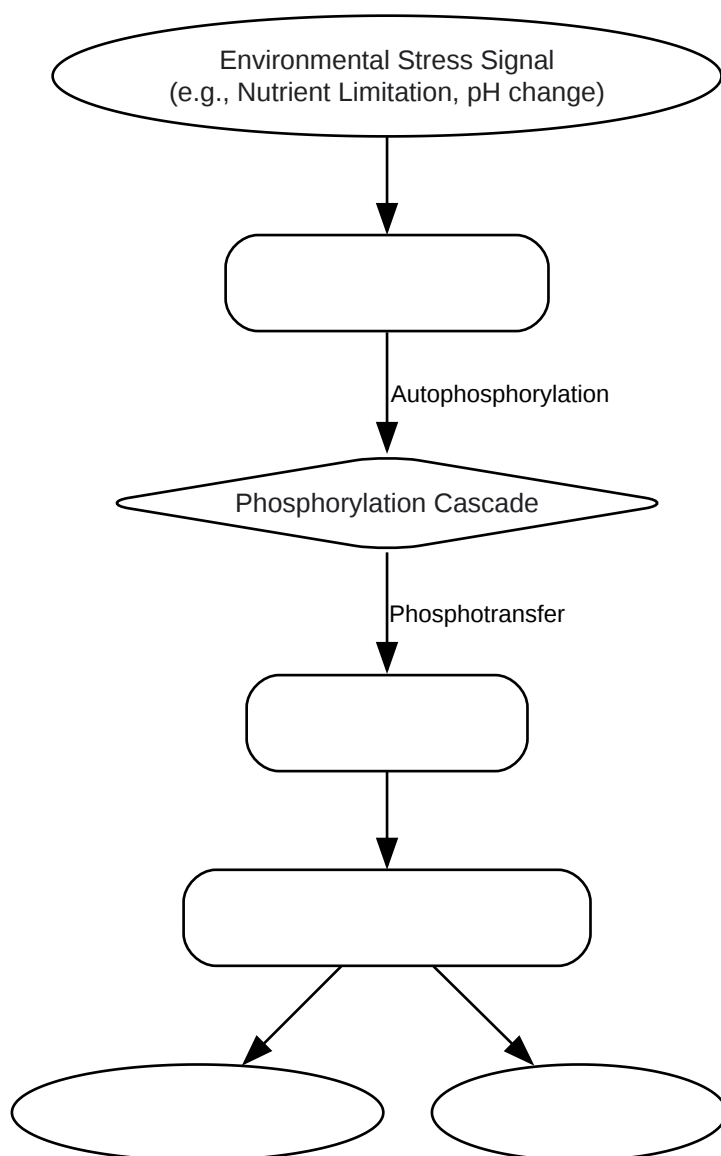 Environmental Stress Signal
(e.g., Nutrient Limitation, pH change)
Autophosphorylation
Phosphorylation Cascade
Phosphotransfer